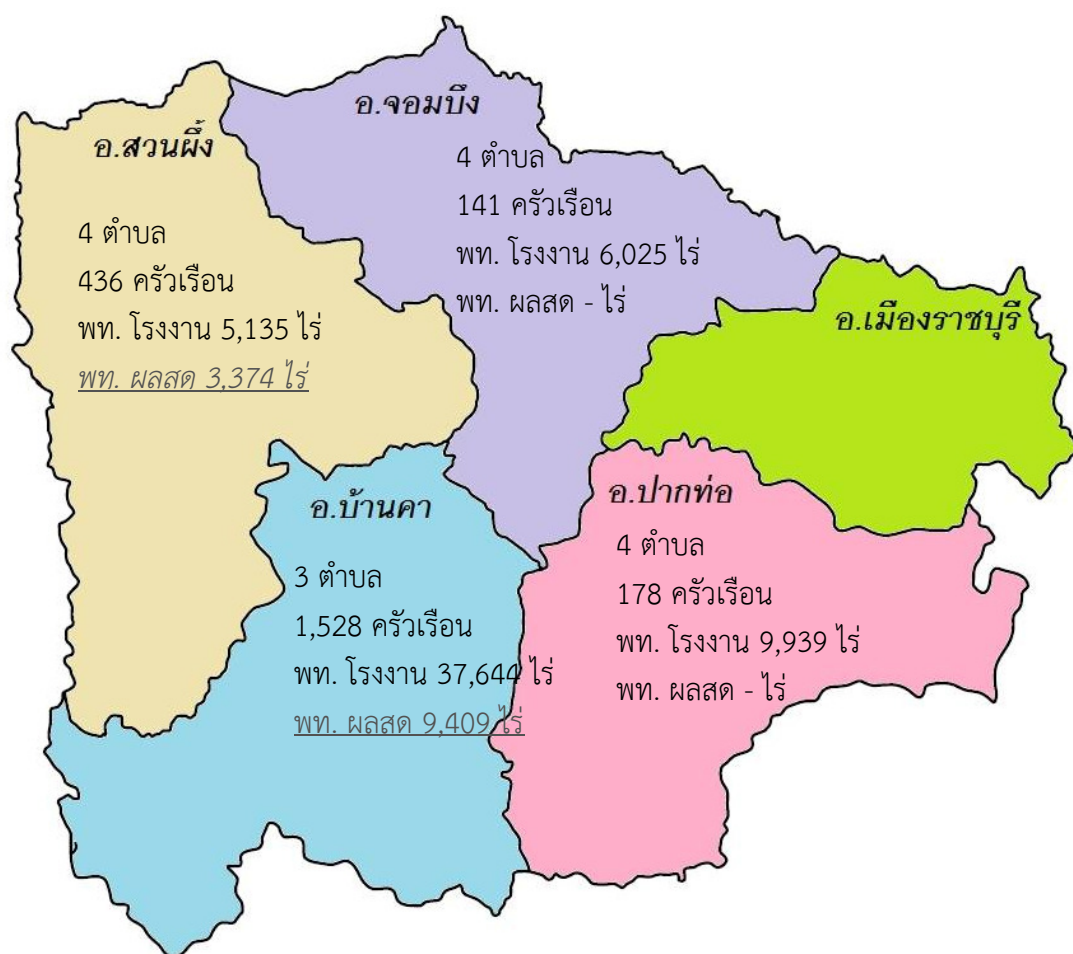 อ.จอมบึง
4 ตำบล
141 ครัวเรือน
พท. โรงงาน 6,025 ไร่
พท. ผลสด - ไร่
อ.สวนผึ้ง
4 ตำบล
436 ครัวเรือน
พท. โรงงาน 5,135 ไร่
พท. ผลสด 3,374 ไร่
อ.เมืองราชบุรี
อ.บ้านคา
3 ตำบล
1,528 ครัวเรือน
พท. โรงงาน 37,644 ไร่
พท. ผลสด 9,409 ไร่
อ.ปากท่อ
4 ตำบล
178 ครัวเรือน
พท. โรงงาน 9,939 ไร่
พท. ผลสด - ไร่